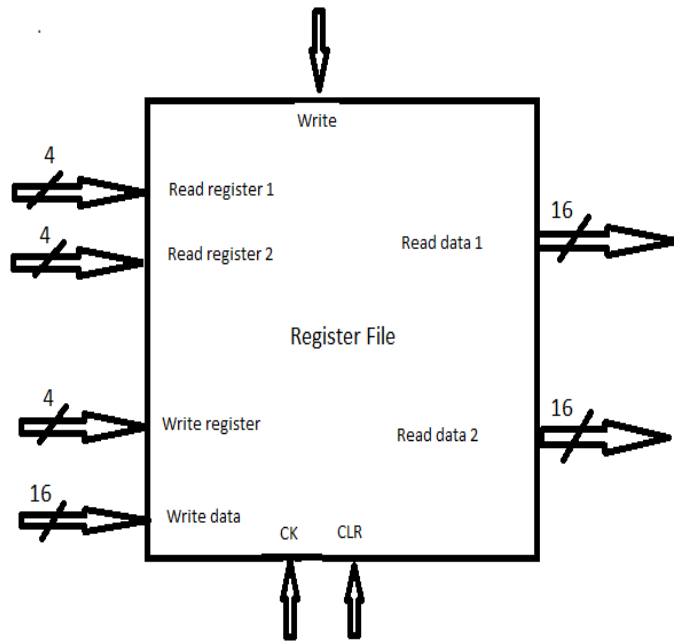 Write
4
Read register 1
4
Read register 2
16
Read data 1
Register File
4
Write register
16
Read data 2
16
Write data
CK
CLR